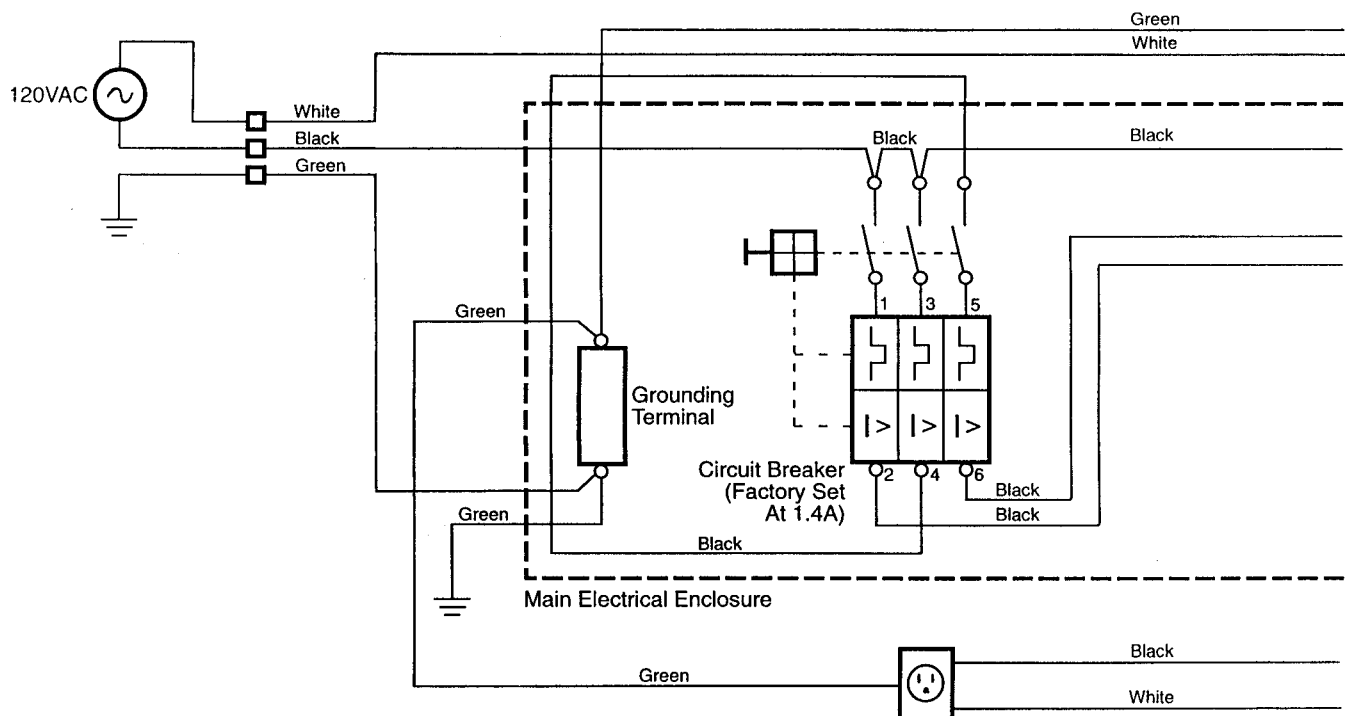 Green
White
120VAC
White
Black
Black
Black
Green
Green
1
3
5
Grounding
Terminal
I >
I >
I >
Circuit Breaker
(Factory Set
At 1.4A)
2
4
6
Black
Black
Green
Black
Main Electrical Enclosure
Black
Green
White